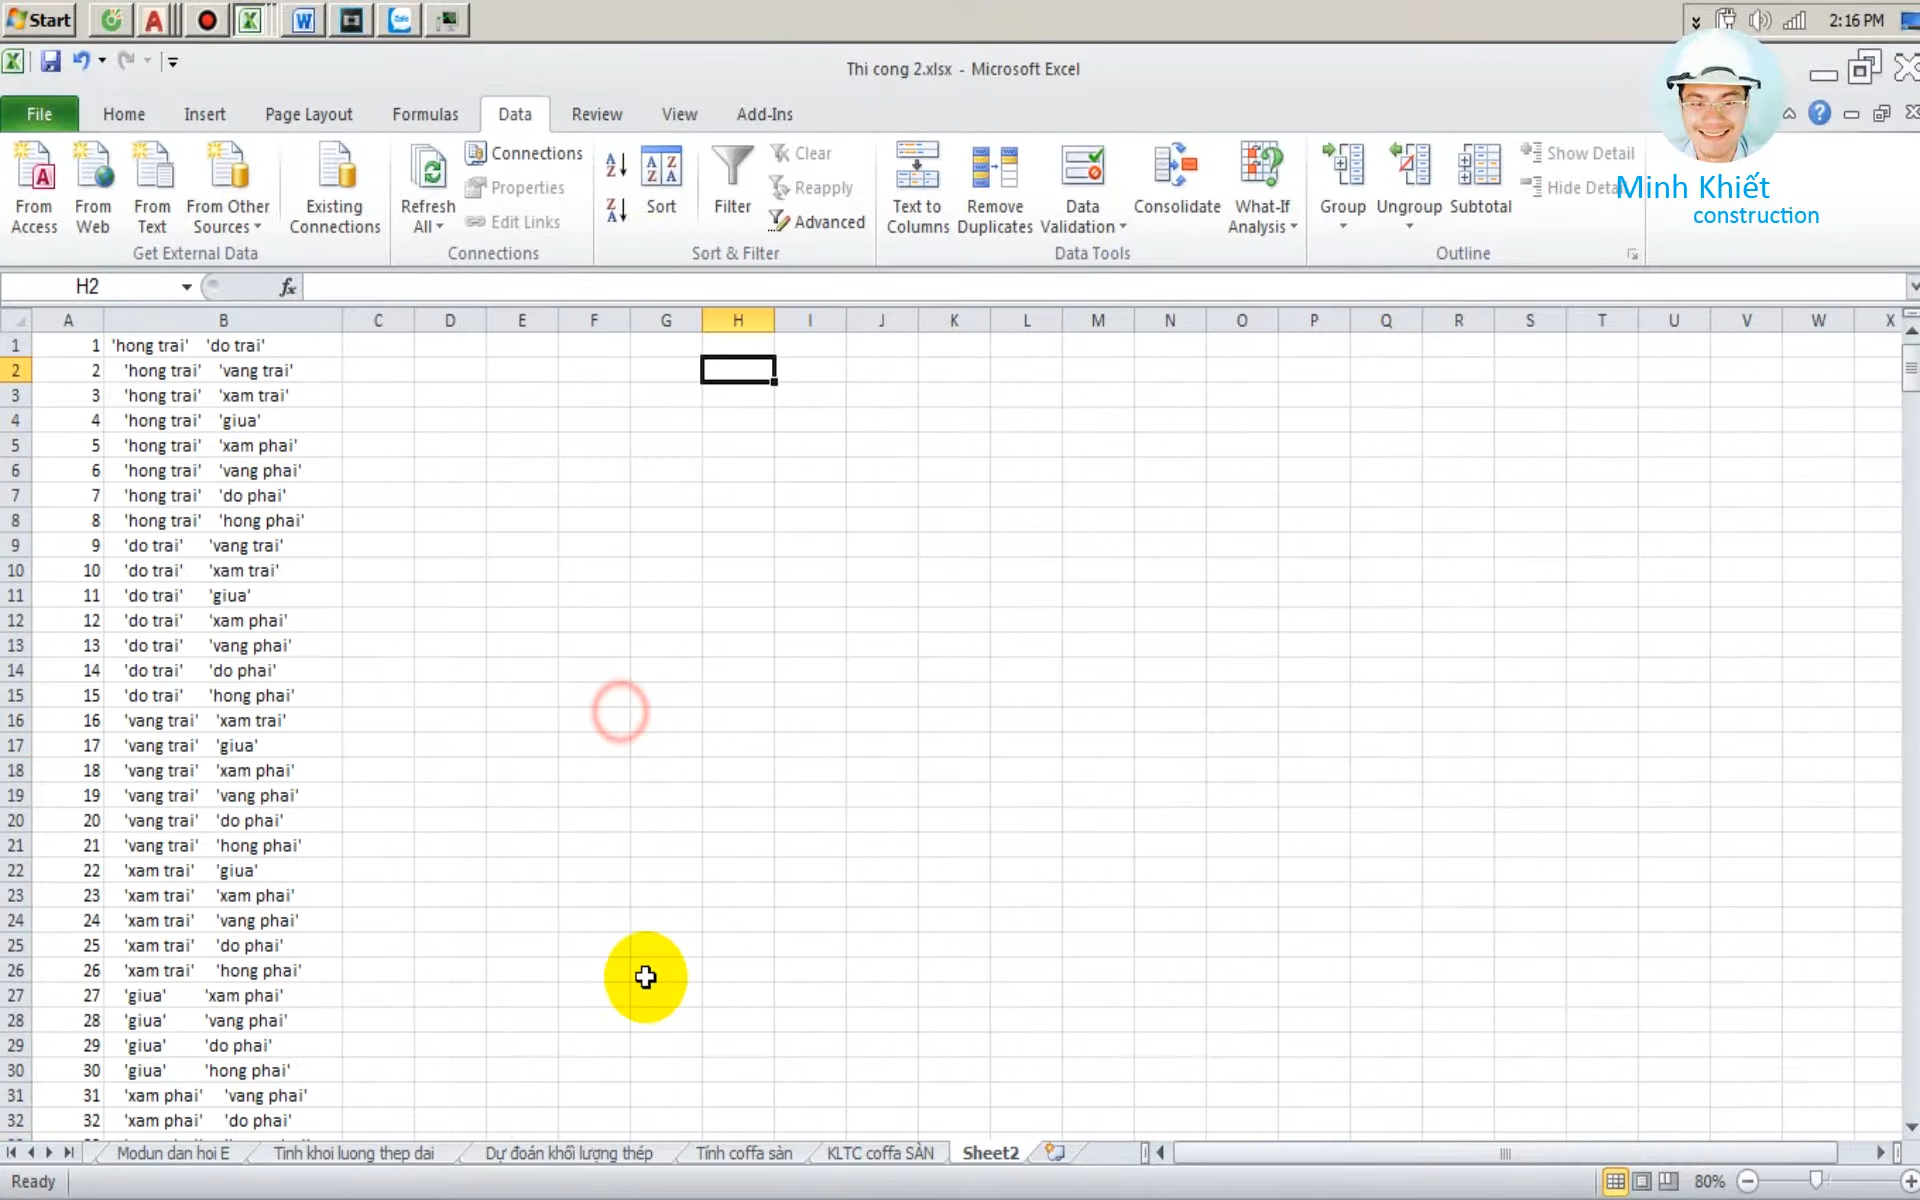 Start
2:16 PM
Thi cong 2.xlsx - Microsoft Excel
File Home Insert Page Layout Formulas Data Review View Add-Ins
From Access
From Web
From Text
From Other Sources
Existing Connections
Get External Data
Refresh All
Connections
Properties
Edit Links
Connections
Sort
Filter
Clear
Reapply
Advanced
Sort & Filter
Text to Columns
Remove Duplicates
Data Validation
Consolidate
What-If Analysis
Data Tools
Group
Ungroup
Subtotal
Show Detail
Outline
Minh Khiết
construction
H2 fx
A B C D E F G H I J K L M N O P Q R S T U V W X
1 1 'hong trai' 'do trai'
2 2 'hong trai' 'vang trai'
3 3 'hong trai' 'xam trai'
4 4 'hong trai' 'giua'
5 5 'hong trai' 'xam phai'
6 6 'hong trai' 'vang phai'
7 7 'hong trai' 'do phai'
8 8 'hong trai' 'hong phai'
9 9 'do trai' 'vang trai'
10 10 'do trai' 'xam trai'
11 11 'do trai' 'giua'
12 12 'do trai' 'xam phai'
13 13 'do trai' 'vang phai'
14 14 'do trai' 'do phai'
15 15 'do trai' 'hong phai'
16 16 'vang trai' 'xam trai'
17 17 'vang trai' 'giua'
18 18 'vang trai' 'xam phai'
19 19 'vang trai' 'vang phai'
20 20 'vang trai' 'do phai'
21 21 'vang trai' 'hong phai'
22 22 'xam trai' 'giua'
23 23 'xam trai' 'xam phai'
24 24 'xam trai' 'vang phai'
25 25 'xam trai' 'do phai'
26 26 'xam trai' 'hong phai'
27 27 'giua' 'xam phai'
28 28 'giua' 'vang phai'
29 29 'giua' 'do phai'
30 30 'giua' 'hong phai'
31 31 'xam phai' 'vang phai'
32 32 'xam phai' 'do phai'
Modun dan hoi E Tinh khoi luong thep dai Dự đoán khối lượng thép Tính coffa sàn KLTC coffa SÀN Sheet2
Ready 80%